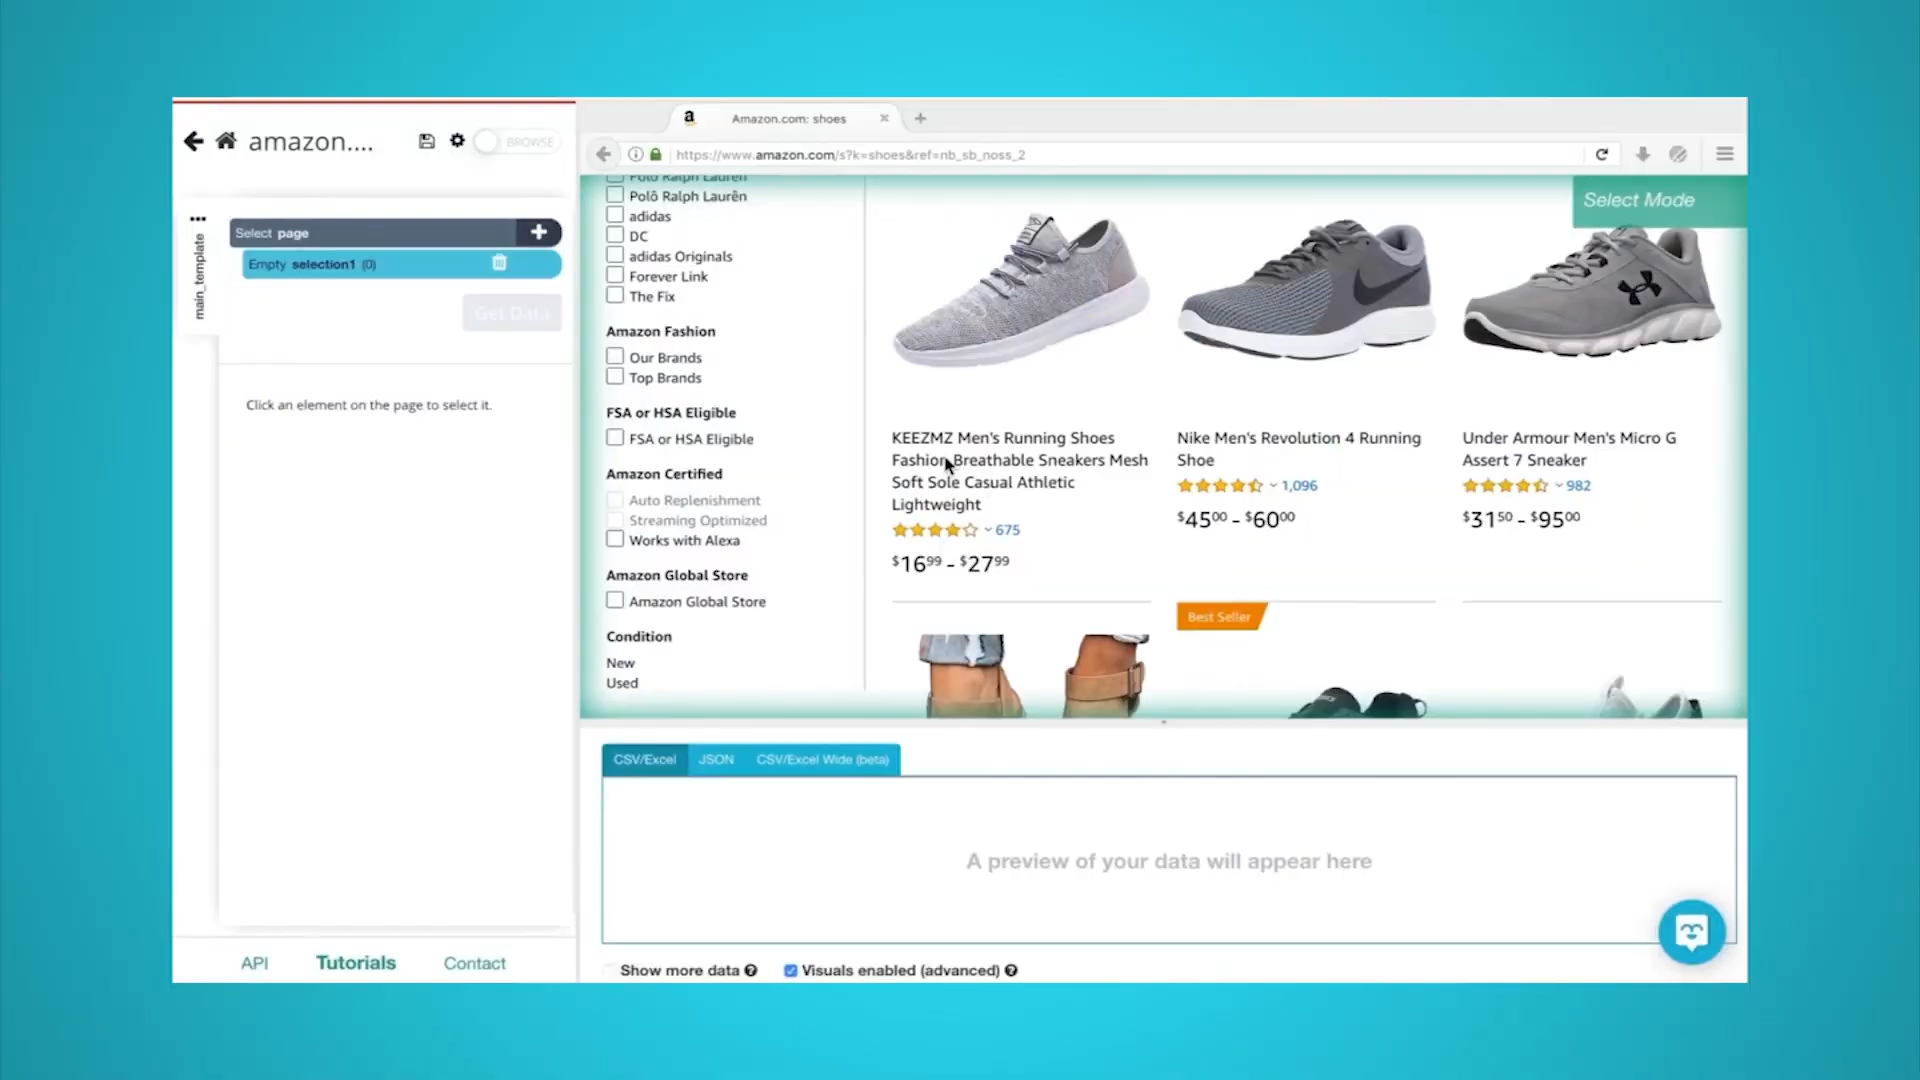 amazon....
BROWSE
main_template
Select page
Empty selection1 (0)
Get Data
Click an element on the page to select it.
API
Tutorials
Contact
a
Amazon.com: shoes
https://www.amazon.com/s?k=shoes&ref=nb_sb_noss_2
Select Mode
Polo Ralph Lauren
Polô Ralph Laurên
adidas
DC
adidas Originals
Forever Link
The Fix
Amazon Fashion
Our Brands
Top Brands
FSA or HSA Eligible
FSA or HSA Eligible
Amazon Certified
Auto Replenishment
Streaming Optimized
Works with Alexa
Amazon Global Store
Amazon Global Store
Condition
New
Used
KEEZMZ Men's Running Shoes
Fashion Breathable Sneakers Mesh
Soft Sole Casual Athletic
Lightweight
675
$16 99 - $27 99
Nike Men's Revolution 4 Running
Shoe
1,096
$45 00 - $60 00
Under Armour Men's Micro G
Assert 7 Sneaker
982
$31 50 - $95 00
Best Seller
CSV/Excel
JSON
CSV/Excel Wide (beta)
A preview of your data will appear here
Show more data
Visuals enabled (advanced)